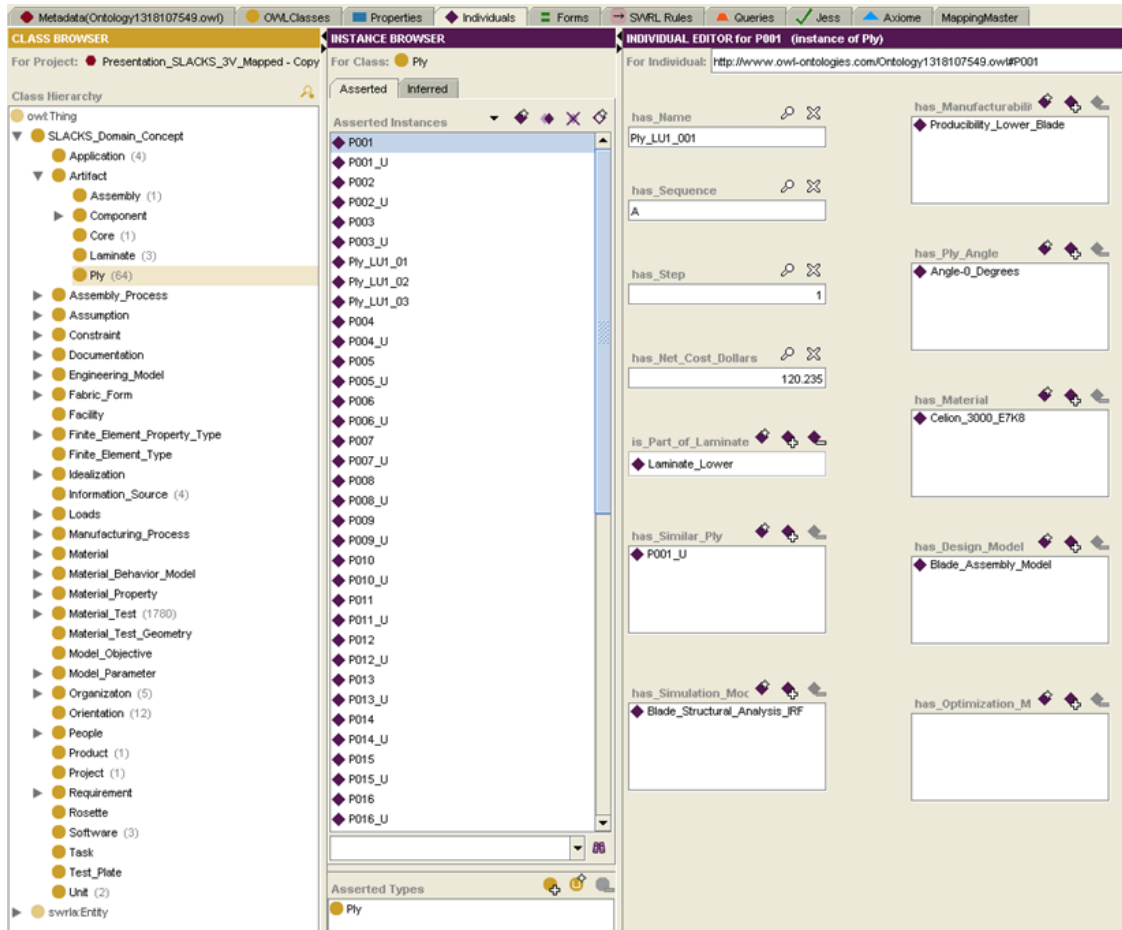 Metadata(Ontology1318107549.owl)
OWLClasses
Properties
Individuals
Forms
SWRL Rules
Queries
Jess
Axiome
MappingMaster
CLASS BROWSER
For Project: Presentation_SLACKS_3V_Mapped - Copy
Class Hierarchy
owl:Thing
SLACKS_Domain_Concept
Application (4)
Artifact
Assembly (1)
Component
Core (1)
Laminate (3)
Ply (64)
Assembly_Process
Assumption
Constraint
Documentation
Engineering_Model
Fabric_Form
Facility
Finite_Element_Property_Type
Finite_Element_Type
Idealization
Information_Source (4)
Loads
Manufacturing_Process
Material
Material_Behavior_Model
Material_Property
Material_Test (1780)
Material_Test_Geometry
Model_Objective
Model_Parameter
Organizaton (5)
Orientation (12)
People
Product (1)
Project (1)
Requirement
Rosette
Software (3)
Task
Test_Plate
Unit (2)
swrla:Entity
INSTANCE BROWSER
For Class: Ply
Asserted
Inferred
Asserted Instances
P001
P001_U
P002
P002_U
P003
P003_U
Ply_LU1_01
Ply_LU1_02
Ply_LU1_03
P004
P004_U
P005
P005_U
P006
P006_U
P007
P007_U
P008
P008_U
P009
P009_U
P010
P010_U
P011
P011_U
P012
P012_U
P013
P013_U
P014
P014_U
P015
P015_U
P016
P016_U
Asserted Types
Ply
INDIVIDUAL EDITOR for P001 (instance of Ply)
For Individual: http://www.owl-ontologies.com/Ontology1318107549.owl#P001
has_Name
Ply_LU1_001
has_Sequence
A
has_Step
1
has_Net_Cost_Dollars
120.235
is_Part_of_Laminate
Laminate_Lower
has_Similar_Ply
P001_U
has_Simulation_Moc
Blade_Structural_Analysis_IRF
has_Manufacturabili
Producibility_Lower_Blade
has_Ply_Angle
Angle-0_Degrees
has_Material
Celion_3000_E7K8
has_Design_Model
Blade_Assembly_Model
has_Optimization_M